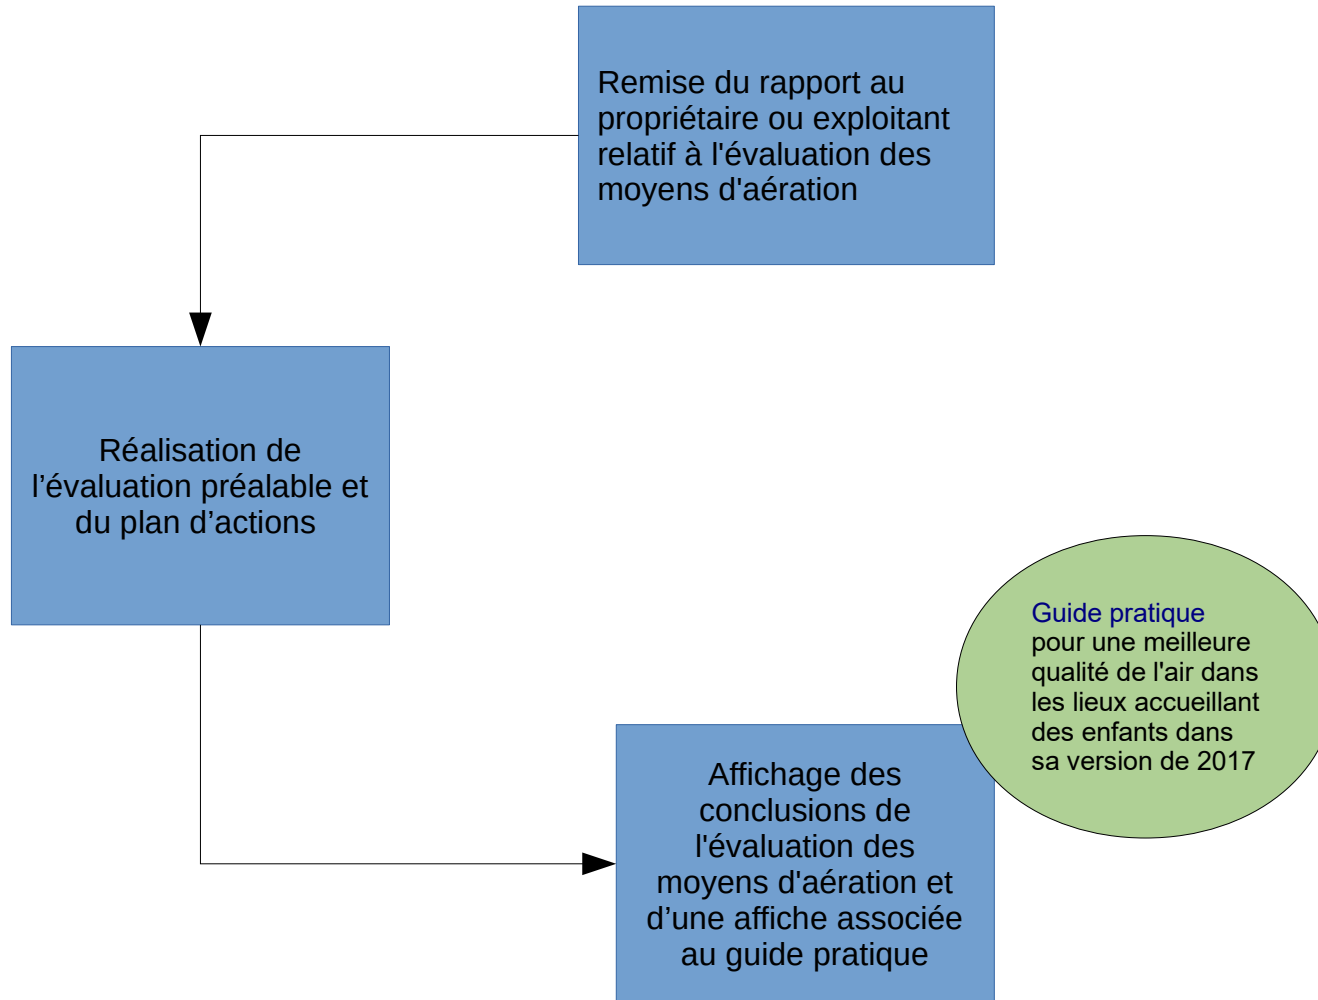 Remise du rapport au
propriétaire ou exploitant
relatif à l'évaluation des
moyens d'aération
Réalisation de
l’évaluation préalable et
du plan d’actions
Guide pratique
pour une meilleure
qualité de l'air dans
les lieux accueillant
des enfants dans
sa version de 2017
Affichage des
conclusions de
l'évaluation des
moyens d'aération et
d’une affiche associée
au guide pratique